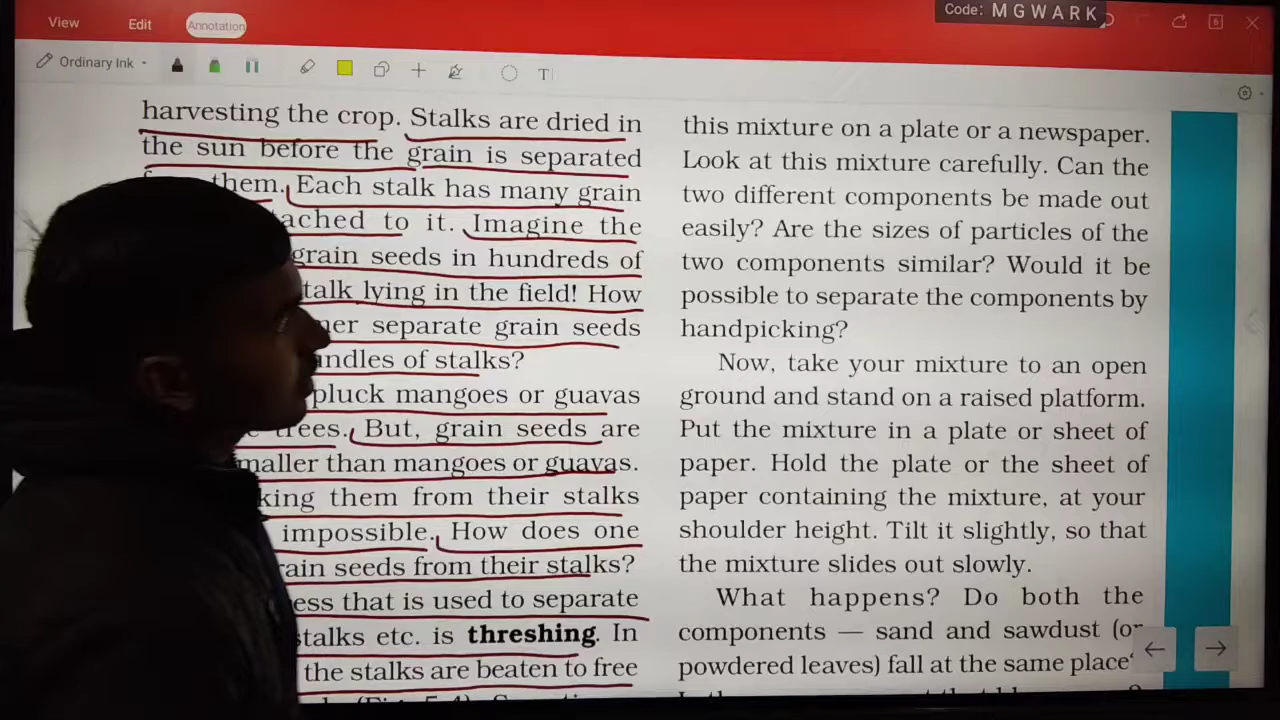 View Edit Annotation
Code: MGWARK
Ordinary Ink
harvesting the crop. Stalks are dried in
the sun before the grain is separated
them. Each stalk has many grain
to it. Imagine the
grain seeds in hundreds of
lying in the field! How
separate grain seeds
of stalks?
pluck mangoes or guavas
trees. But, grain seeds are
than mangoes or guavas.
them from their stalks
impossible. How does one
seeds from their stalks?
that is used to separate
stalks etc. is threshing. In
the stalks are beaten to free
this mixture on a plate or a newspaper.
Look at this mixture carefully. Can the
two different components be made out
easily? Are the sizes of particles of the
two components similar? Would it be
possible to separate the components by
handpicking?
Now, take your mixture to an open
ground and stand on a raised platform.
Put the mixture in a plate or sheet of
paper. Hold the plate or the sheet of
paper containing the mixture, at your
shoulder height. Tilt it slightly, so that
the mixture slides out slowly.
What happens? Do both the
components — sand and sawdust (or
powdered leaves) fall at the same place